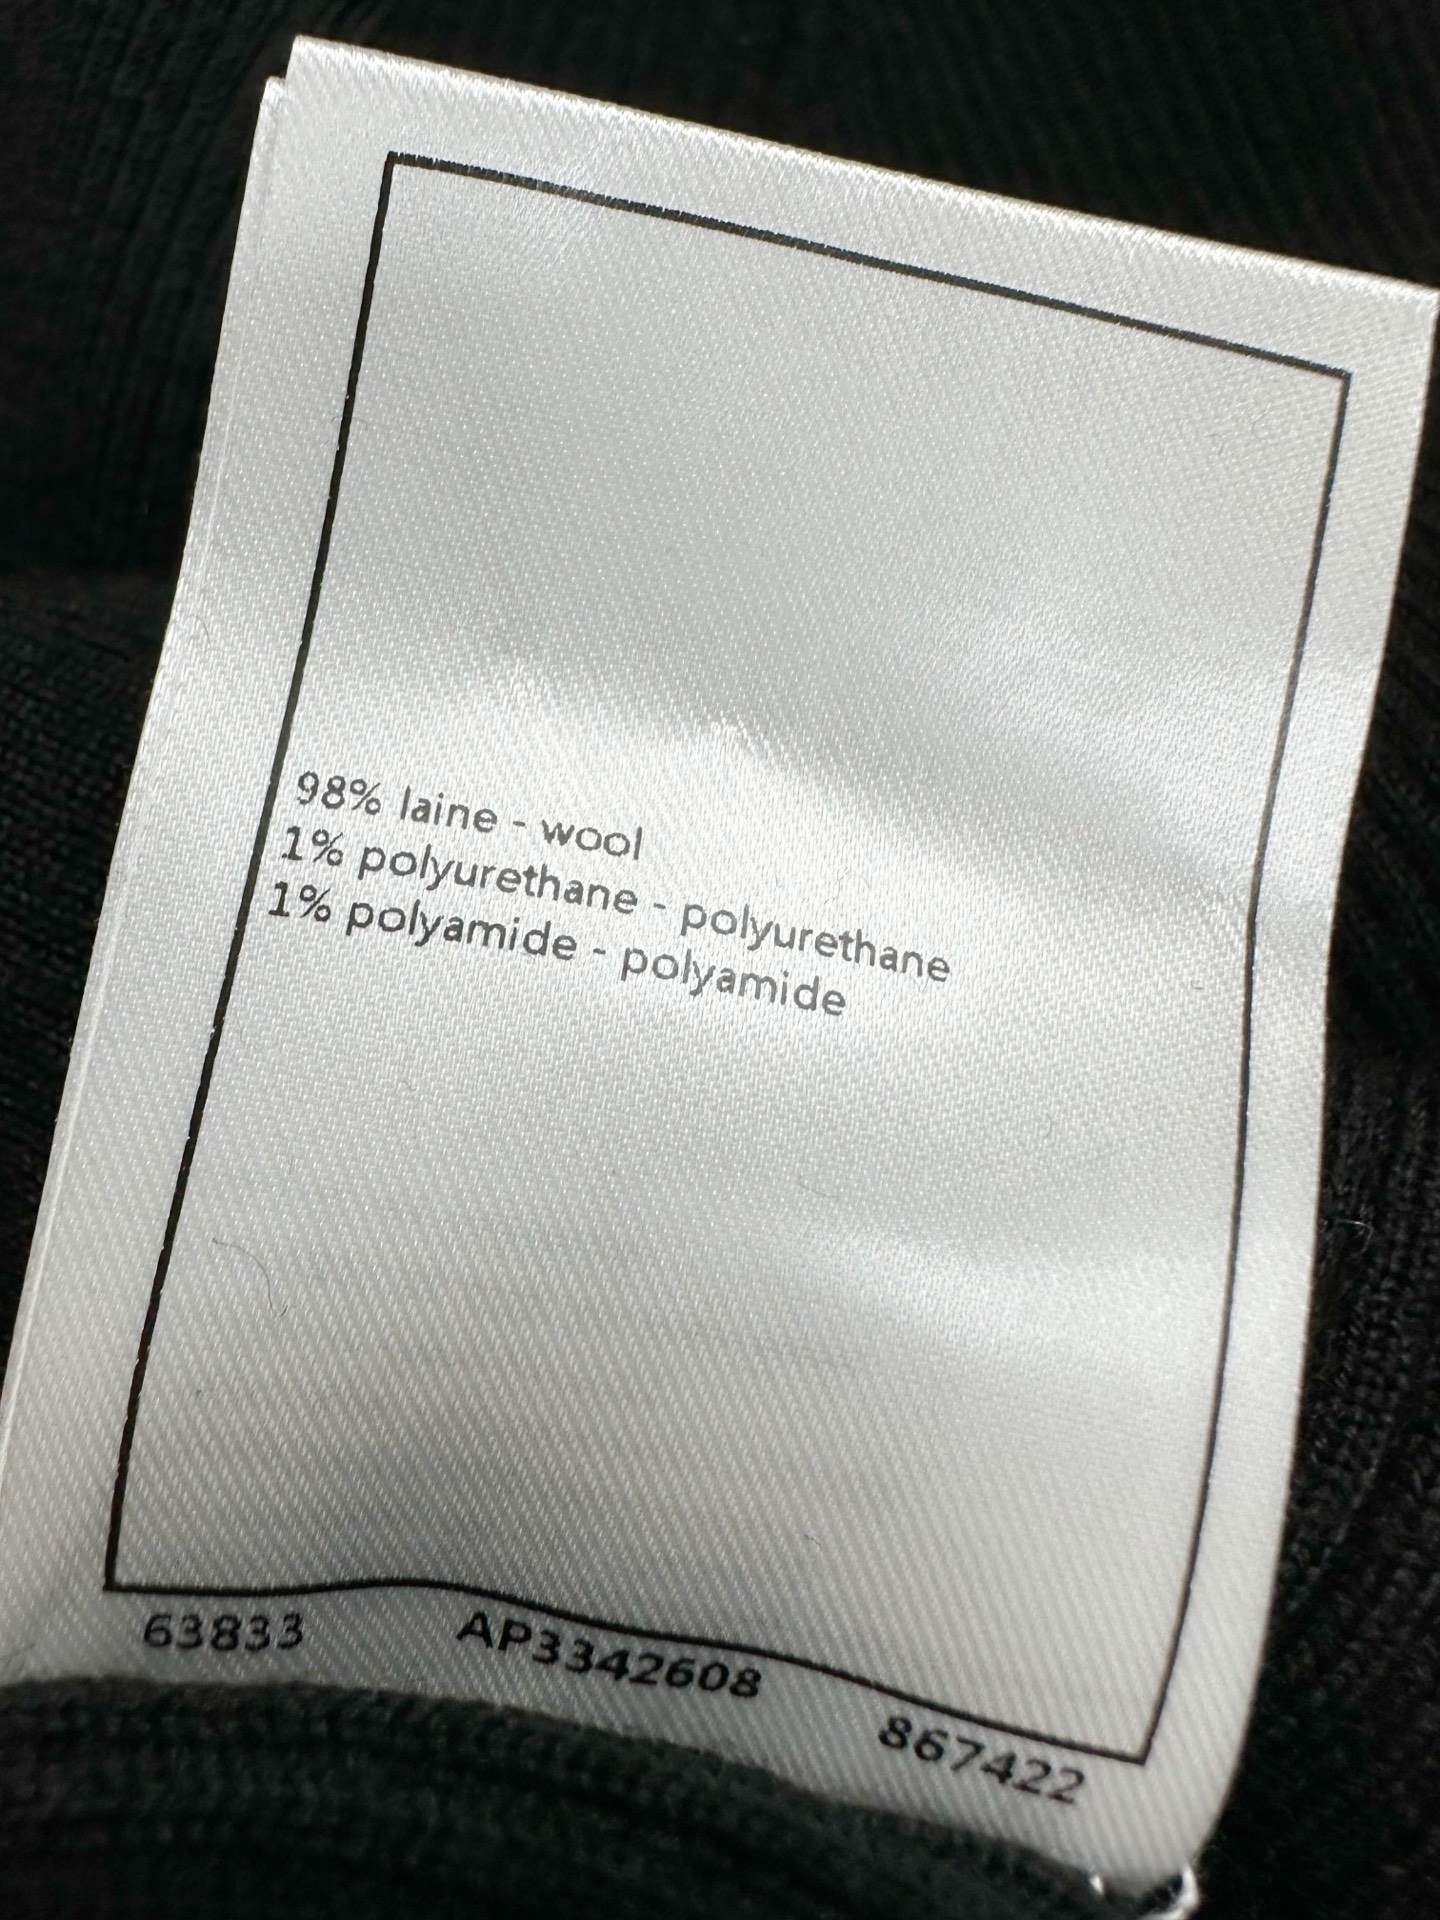 98% laine - wool
1% polyurethane - polyurethane
1% polyamide - polyamide
63833 AP3342608 867422